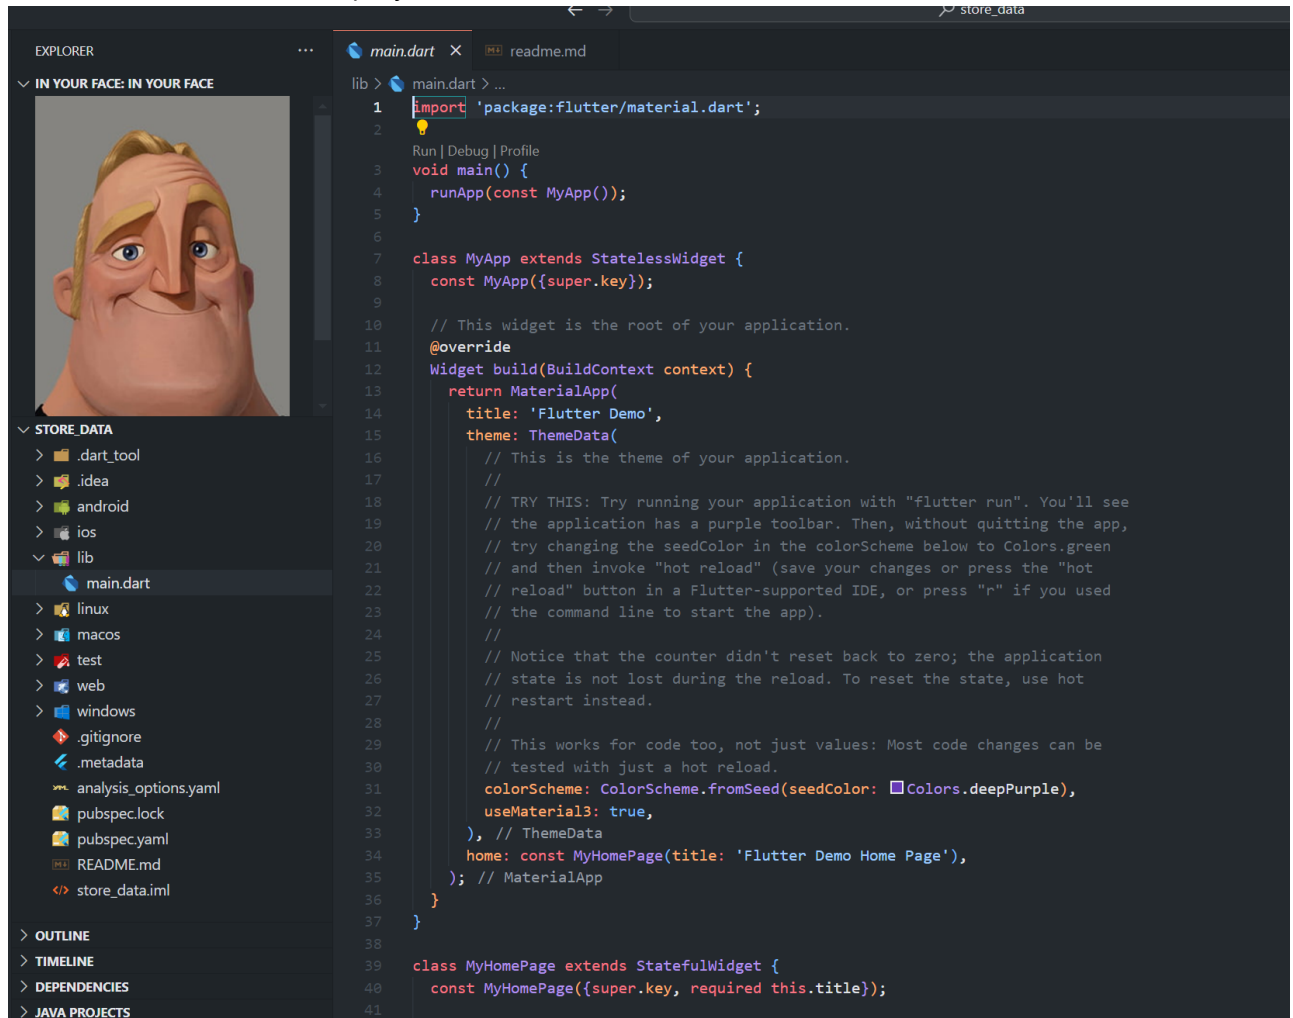 store_data
EXPLORER
IN YOUR FACE: IN YOUR FACE
STORE_DATA
.dart_tool
.idea
android
ios
lib
main.dart
linux
macos
test
web
windows
.gitignore
.metadata
analysis_options.yaml
pubspec.lock
pubspec.yaml
README.md
store_data.iml
OUTLINE
TIMELINE
DEPENDENCIES
JAVA PROJECTS
main.dart
readme.md
lib > main.dart > ...
1 import 'package:flutter/material.dart';
2
Run | Debug | Profile
3 void main() {
4 runApp(const MyApp());
5 }
6
7 class MyApp extends StatelessWidget {
8 const MyApp({super.key});
9
10 // This widget is the root of your application.
11 @override
12 Widget build(BuildContext context) {
13 return MaterialApp(
14 title: 'Flutter Demo',
15 theme: ThemeData(
16 // This is the theme of your application.
17 //
18 // TRY THIS: Try running your application with "flutter run". You'll see
19 // the application has a purple toolbar. Then, without quitting the app,
20 // try changing the seedColor in the colorScheme below to Colors.green
21 // and then invoke "hot reload" (save your changes or press the "hot
22 // reload" button in a Flutter-supported IDE, or press "r" if you used
23 // the command line to start the app).
24 //
25 // Notice that the counter didn't reset back to zero; the application
26 // state is not lost during the reload. To reset the state, use hot
27 // restart instead.
28 //
29 // This works for code too, not just values: Most code changes can be
30 // tested with just a hot reload.
31 colorScheme: ColorScheme.fromSeed(seedColor: Colors.deepPurple),
32 useMaterial3: true,
33 ), // ThemeData
34 home: const MyHomePage(title: 'Flutter Demo Home Page'),
35 ); // MaterialApp
36 }
37 }
38
39 class MyHomePage extends StatefulWidget {
40 const MyHomePage({super.key, required this.title});
41